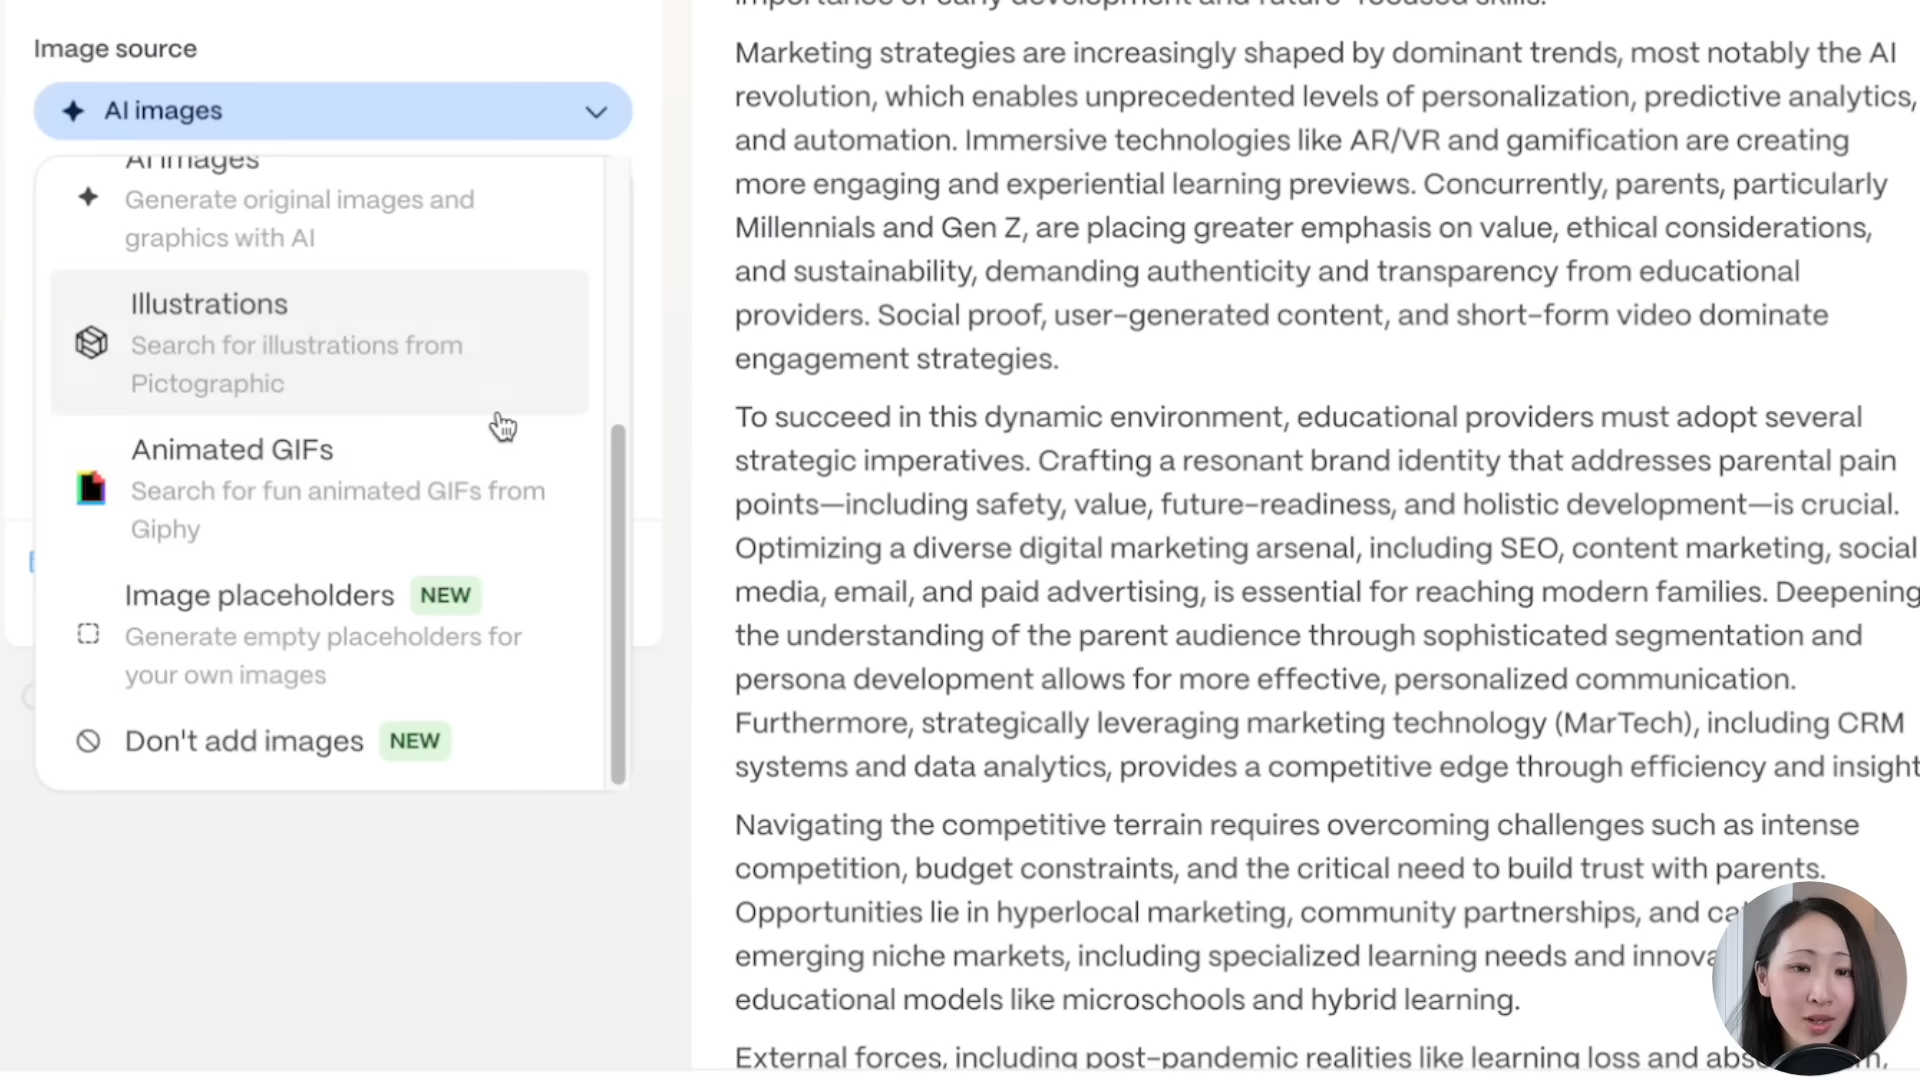 Image source
AI images
AI images
Generate original images and
graphics with AI
Illustrations
Search for illustrations from
Pictographic
Animated GIFs
Search for fun animated GIFs from
Giphy
Image placeholders NEW
Generate empty placeholders for
your own images
Don't add images NEW
importance of early development and future-focused skills.
Marketing strategies are increasingly shaped by dominant trends, most notably the AI
revolution, which enables unprecedented levels of personalization, predictive analytics,
and automation. Immersive technologies like AR/VR and gamification are creating
more engaging and experiential learning previews. Concurrently, parents, particularly
Millennials and Gen Z, are placing greater emphasis on value, ethical considerations,
and sustainability, demanding authenticity and transparency from educational
providers. Social proof, user-generated content, and short-form video dominate
engagement strategies.
To succeed in this dynamic environment, educational providers must adopt several
strategic imperatives. Crafting a resonant brand identity that addresses parental pain
points—including safety, value, future-readiness, and holistic development—is crucial.
Optimizing a diverse digital marketing arsenal, including SEO, content marketing, social
media, email, and paid advertising, is essential for reaching modern families. Deepening
the understanding of the parent audience through sophisticated segmentation and
persona development allows for more effective, personalized communication.
Furthermore, strategically leveraging marketing technology (MarTech), including CRM
systems and data analytics, provides a competitive edge through efficiency and insight
Navigating the competitive terrain requires overcoming challenges such as intense
competition, budget constraints, and the critical need to build trust with parents.
Opportunities lie in hyperlocal marketing, community partnerships, and
emerging niche markets, including specialized learning needs and
educational models like microschools and hybrid learning.
External forces, including post-pandemic realities like learning loss and